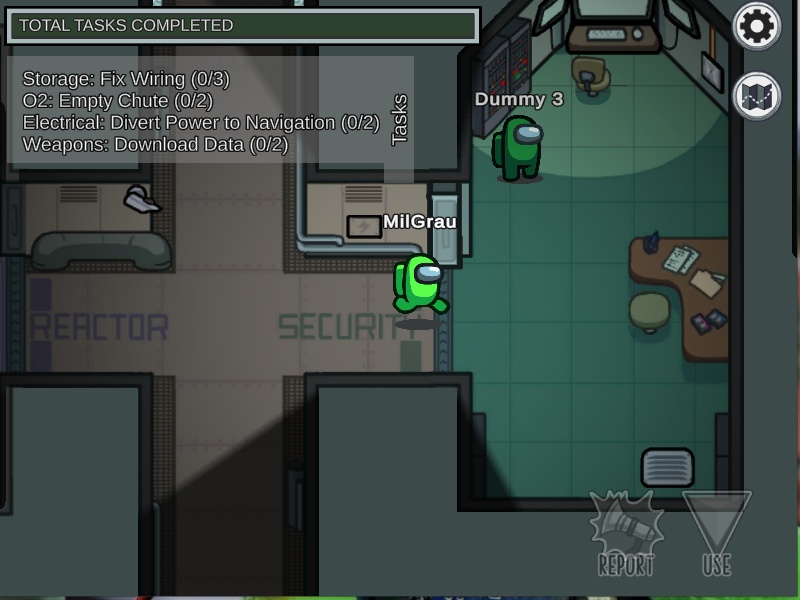 TOTAL TASKS COMPLETED
Storage: Fix Wiring (0/3)
O2: Empty Chute (0/2)
Electrical: Divert Power to Navigation (0/2)
Weapons: Download Data (0/2)
Tasks
Dummy 3
MilGrau
REACTOR
SECURITY
REPORT
USE